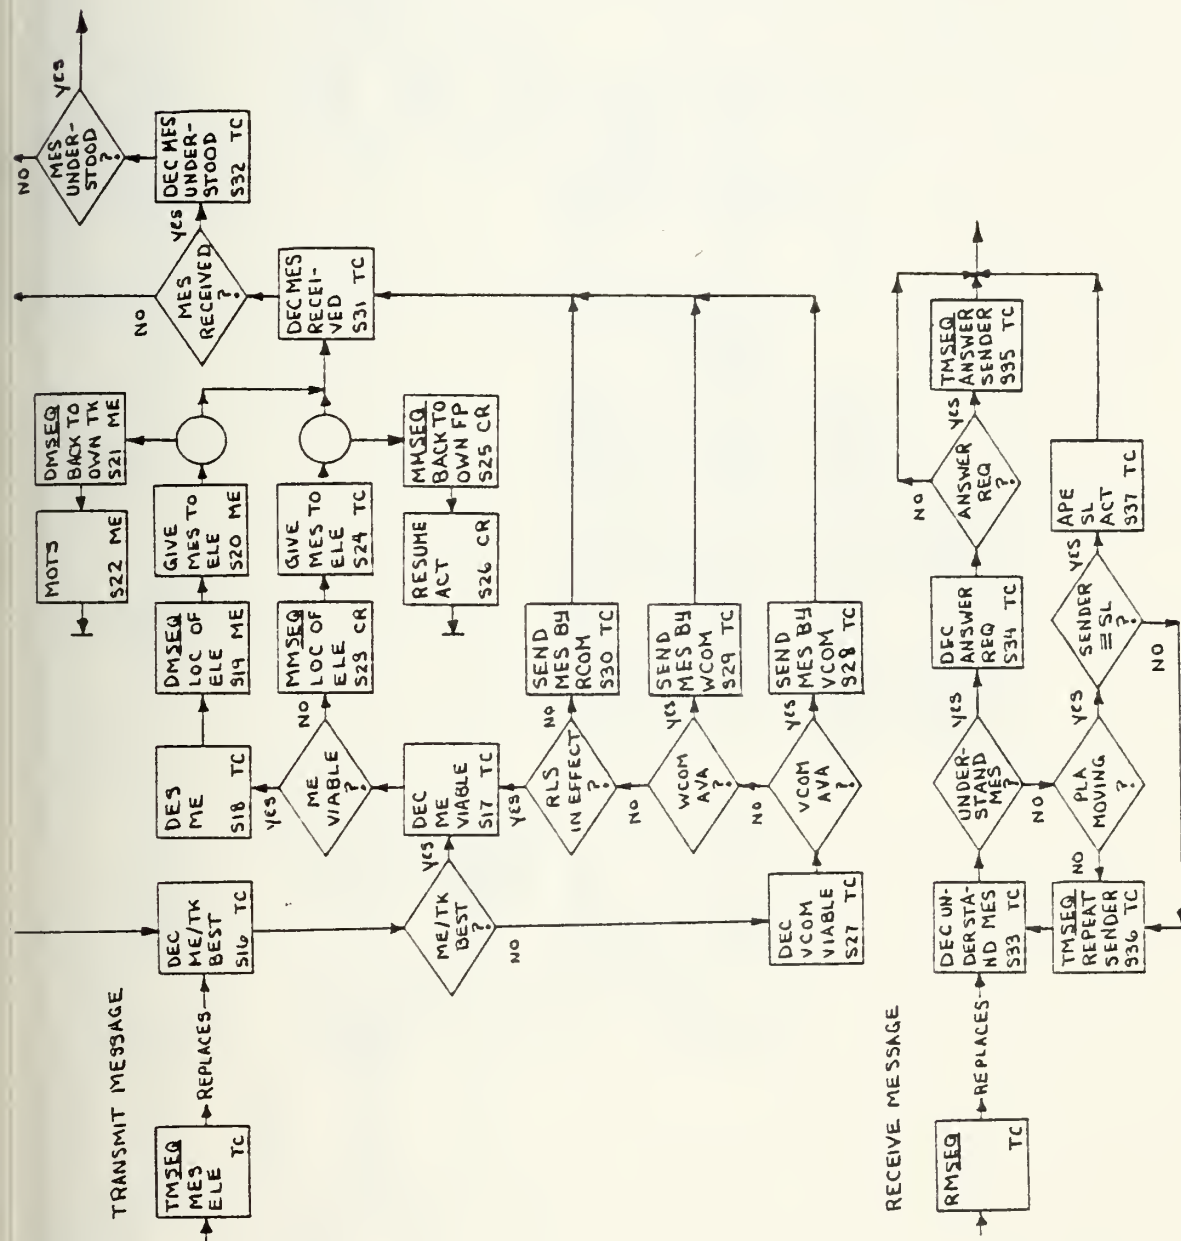 TRANSMIT MESSAGE
TMSEQ
MES
ELE
TC
REPLACES
DEC
ME/TK
BEST
S16 TC
ME/TK
BEST
?
YES
NO
DEC
ME
VIABLE
S17 TC
ME
VIABLE
?
YES
NO
DES
ME
S18 TC
DMSEQ
LOC OF
ELE
S19 ME
GIVE
MES TO
ELE
S20 ME
DMSEQ
BACK TO
OWN TK
S21 ME
MOTS
S22 ME
MMSEQ
LOC OF
ELE
S23 CR
GIVE
MES TO
ELE
S24 TC
MMSEQ
BACK TO
OWN FP
S25 CR
RESUME
ACT
S26 CR
DEC
VCOM
VIABLE
S27 TC
VCOM
AVA
?
YES
NO
SEND
MES BY
VCOM
S28 TC
WCOM
AVA
?
YES
NO
SEND
MES BY
WCOM
S29 TC
RLS
IN EFFECT
?
YES
NO
SEND
MES BY
RCOM
S30 TC
DEC MES
RECEI-
VED
S31 TC
MES
RECEIVED
?
NO
YES
DEC MES
UNDER-
STOOD
S32 TC
MES
UNDER-
STOOD
?
NO
YES
RECEIVE MESSAGE
RMSEQ
TC
REPLACES
DEC UN-
DERSTA-
ND MES
S33 TC
UNDER-
STAND
MES
?
YES
NO
DEC
ANSWER
REQ
S34 TC
ANSWER
REQ
?
NO
YES
TMSEQ
ANSWER
SENDER
S35 TC
PLA
MOVING
?
NO
YES
TMSEQ
REPEAT
SENDER
S36 TC
SENDER
≡ SL
?
YES
NO
APE
SL
ACT
S37 TC